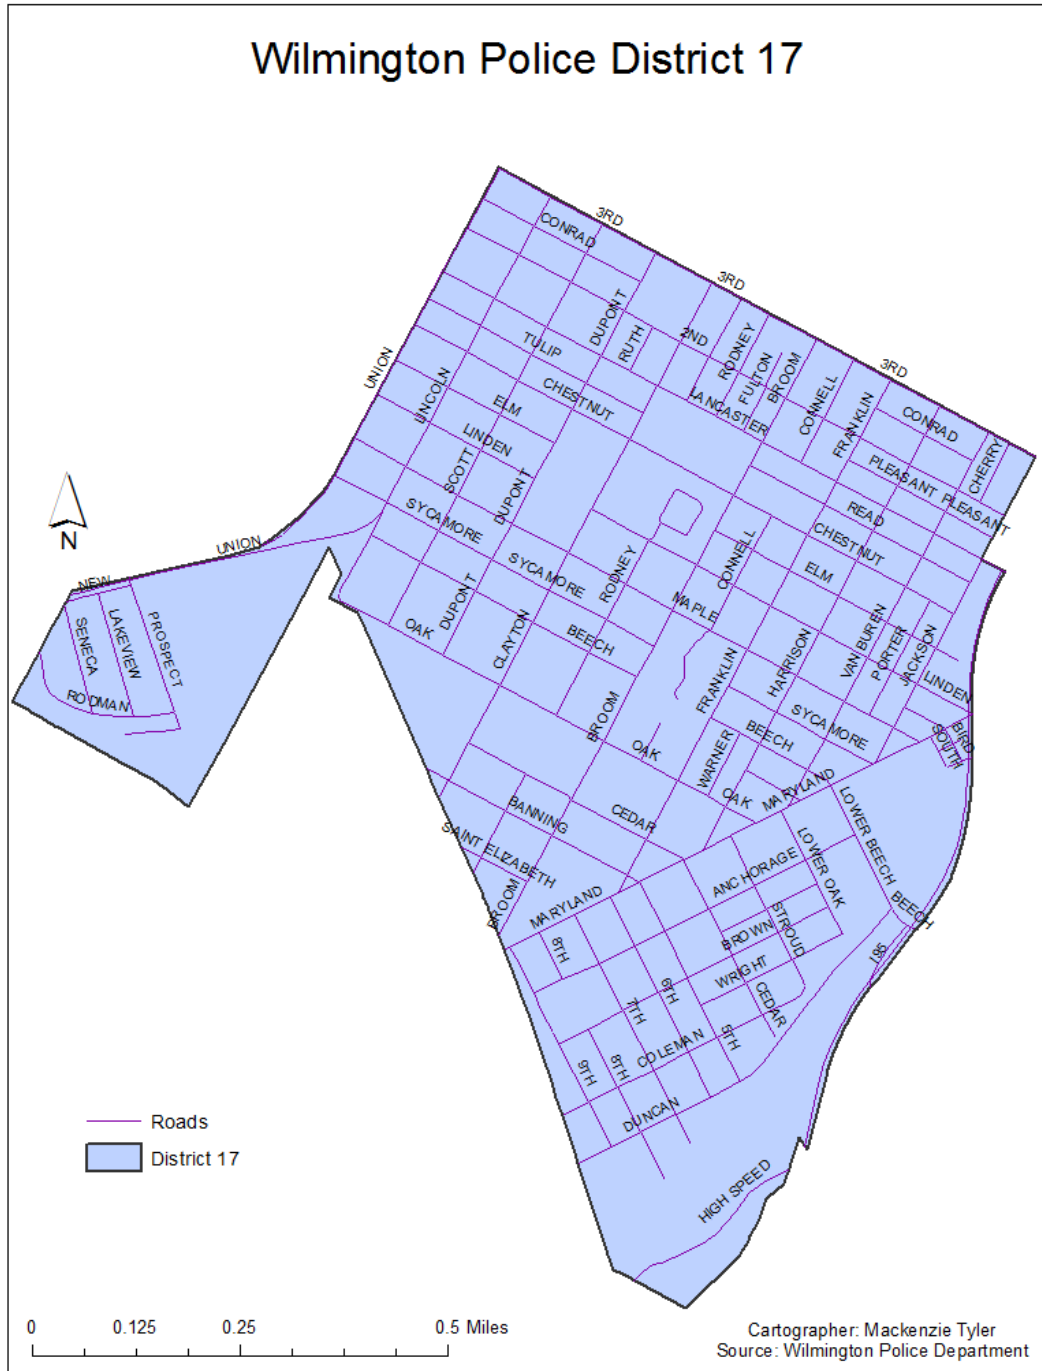 Wilmington Police District 17
3RD
CONRAD
3RD
DUPONT
RUTH
2ND
RODNEY
FULTON
BROOM
3RD
TULIP
UNION
LINCOLN
CHESTNUT
LANCASTER
CONNELL
FRANKLIN
CONRAD
ELM
LINDEN
SCOTT
DUPONT
PLEASANT
PLEASANT
CHERRY
READ
CHESTNUT
SYCAMORE
SYCAMORE
RODNEY
CONNELL
ELM
N
UNION
NEW
SENECA
LAKEVIEW
PROSPECT
RODMAN
OAK
DUPONT
CLAYTON
BEECH
MAPLE
FRANKLIN
HARRISON
VAN BUREN
PORTER
JACKSON
LINDEN
BROOM
OAK
WARNER
BEECH
SYCAMORE
BIRD
SOUTH
OAK
MARYLAND
BANNING
CEDAR
SAINT ELIZABETH
LOWER BEECH
LOWER OAK
BROOM
MARYLAND
ANCHORAGE
BEECH
8TH
BROWN
STROUD
I95
WRIGHT
6TH
7TH
CEDAR
5TH
COLEMAN
9TH
8TH
DUNCAN
HIGH SPEED
Roads
District 17
0 0.125 0.25 0.5 Miles
Cartographer: Mackenzie Tyler
Source: Wilmington Police Department